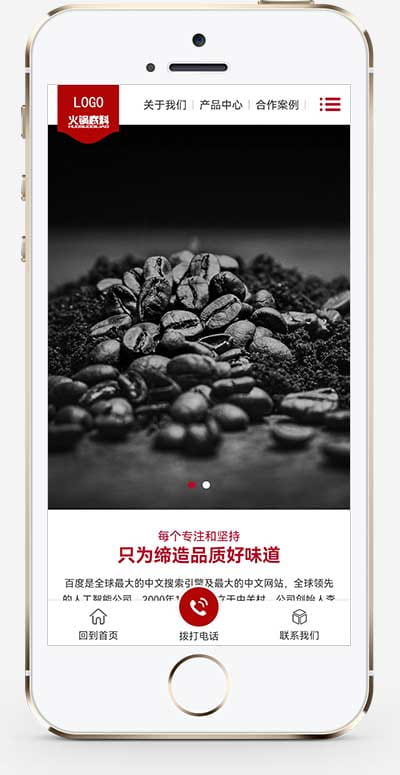 LOGO
火锅底料
HUOGUODILIAO
关于我们 | 产品中心 | 合作案例 |
每个专注和坚持
只为缔造品质好味道
百度是全球最大的中文搜索引擎及最大的中文网站，全球领先
的人工智能公司。2000年1 立于中关村，公司创始人李
回到首页
拨打电话
联系我们